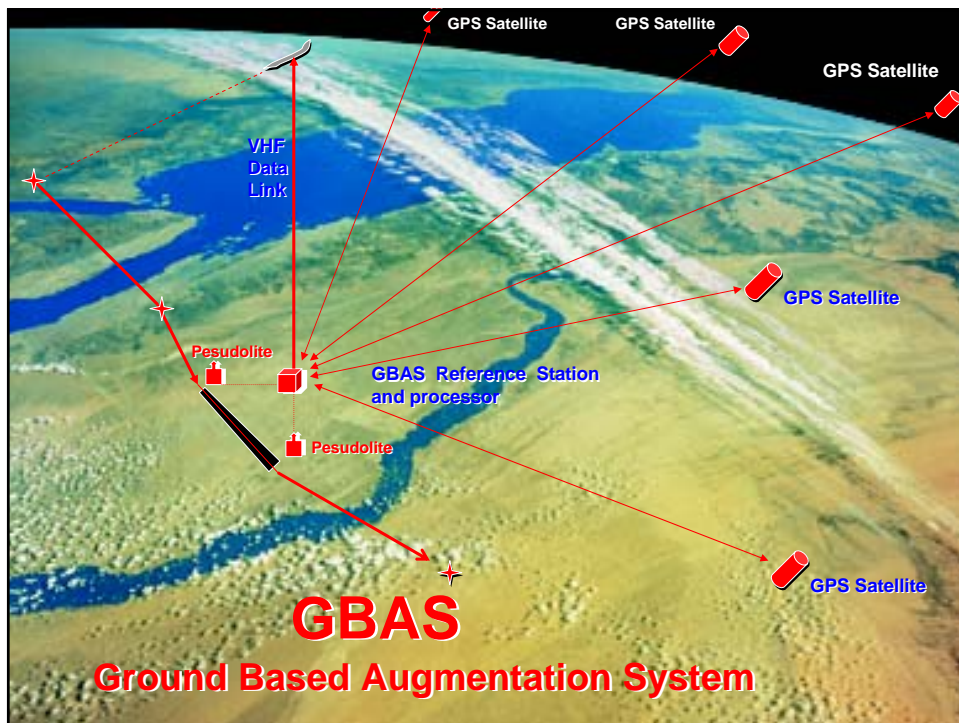 GPS Satellite
GPS Satellite
GPS Satellite
VHF
Data
Link
GPS Satellite
Pesudolite
GBAS Reference Station
and processor
Pesudolite
GPS Satellite
GBAS
Ground Based Augmentation System